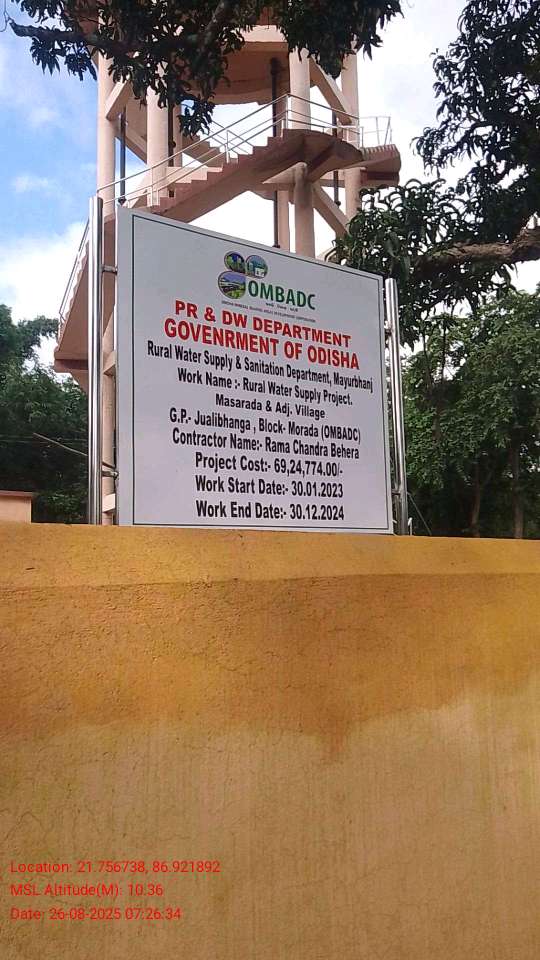 OMBADC
PR & DW DEPARTMENT
GOVENRMENT OF ODISHA
Rural Water Supply & Sanitation Department, Mayurbhanj
Work Name :- Rural Water Supply Project.
Masarada & Adj. Village
G.P.- Jualibhanga , Block- Morada (OMBADC)
Contractor Name:- Rama Chandra Behera
Project Cost:- 69,24,774.00/-
Work Start Date:- 30.01.2023
Work End Date:- 30.12.2024
Location: 21.756738, 86.921892
MSL Altitude(M): 10.36
Date: 26-08-2025 07:26:34